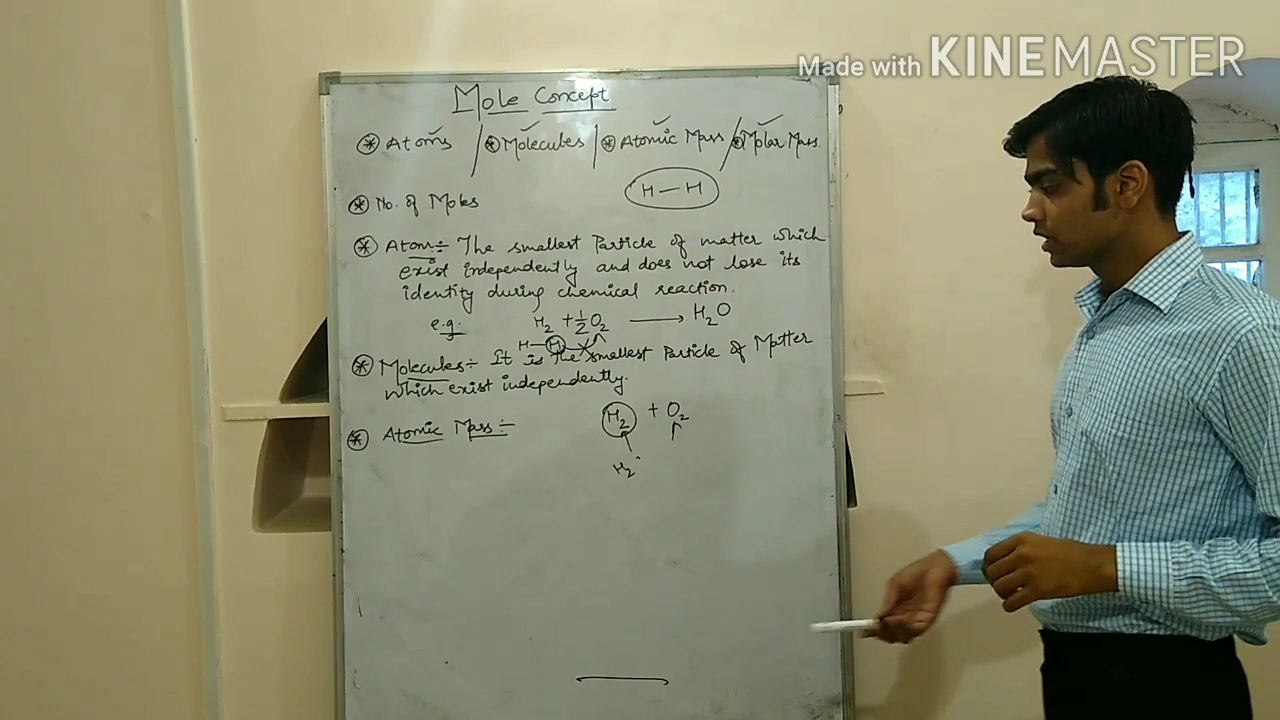 Made with KINEMASTER
Mole Concept
Atoms / Molecules / Atomic Mass / Molar Mass.
H—H
No. of Moles
Atom÷ The smallest Particle of matter which
exist independently and does not lose its
identity during chemical reaction.
e.g. H2 + 1/2 O2 → H2O
H—H
Molecules÷ It is the smallest Particle of Matter
which exist independently.
H2 + O2
Atomic Mass÷
H2